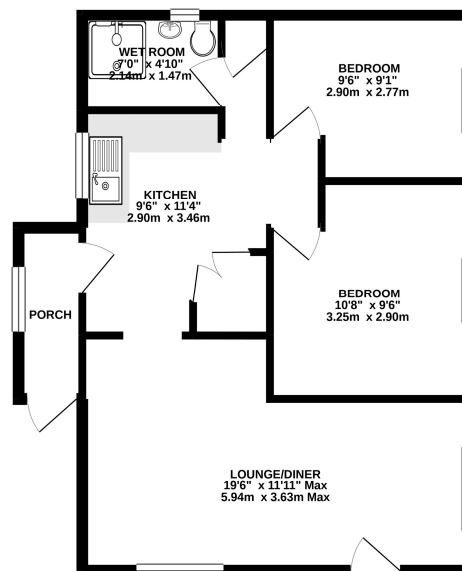 WET ROOM
7'0" x 4'10"
2.14m x 1.47m
BEDROOM
9'6" x 9'1"
2.90m x 2.77m
KITCHEN
9'6" x 11'4"
2.90m x 3.46m
BEDROOM
10'8" x 9'6"
3.25m x 2.90m
PORCH
LOUNGE/DINER
19'6" x 11'11" Max
5.94m x 3.63m Max